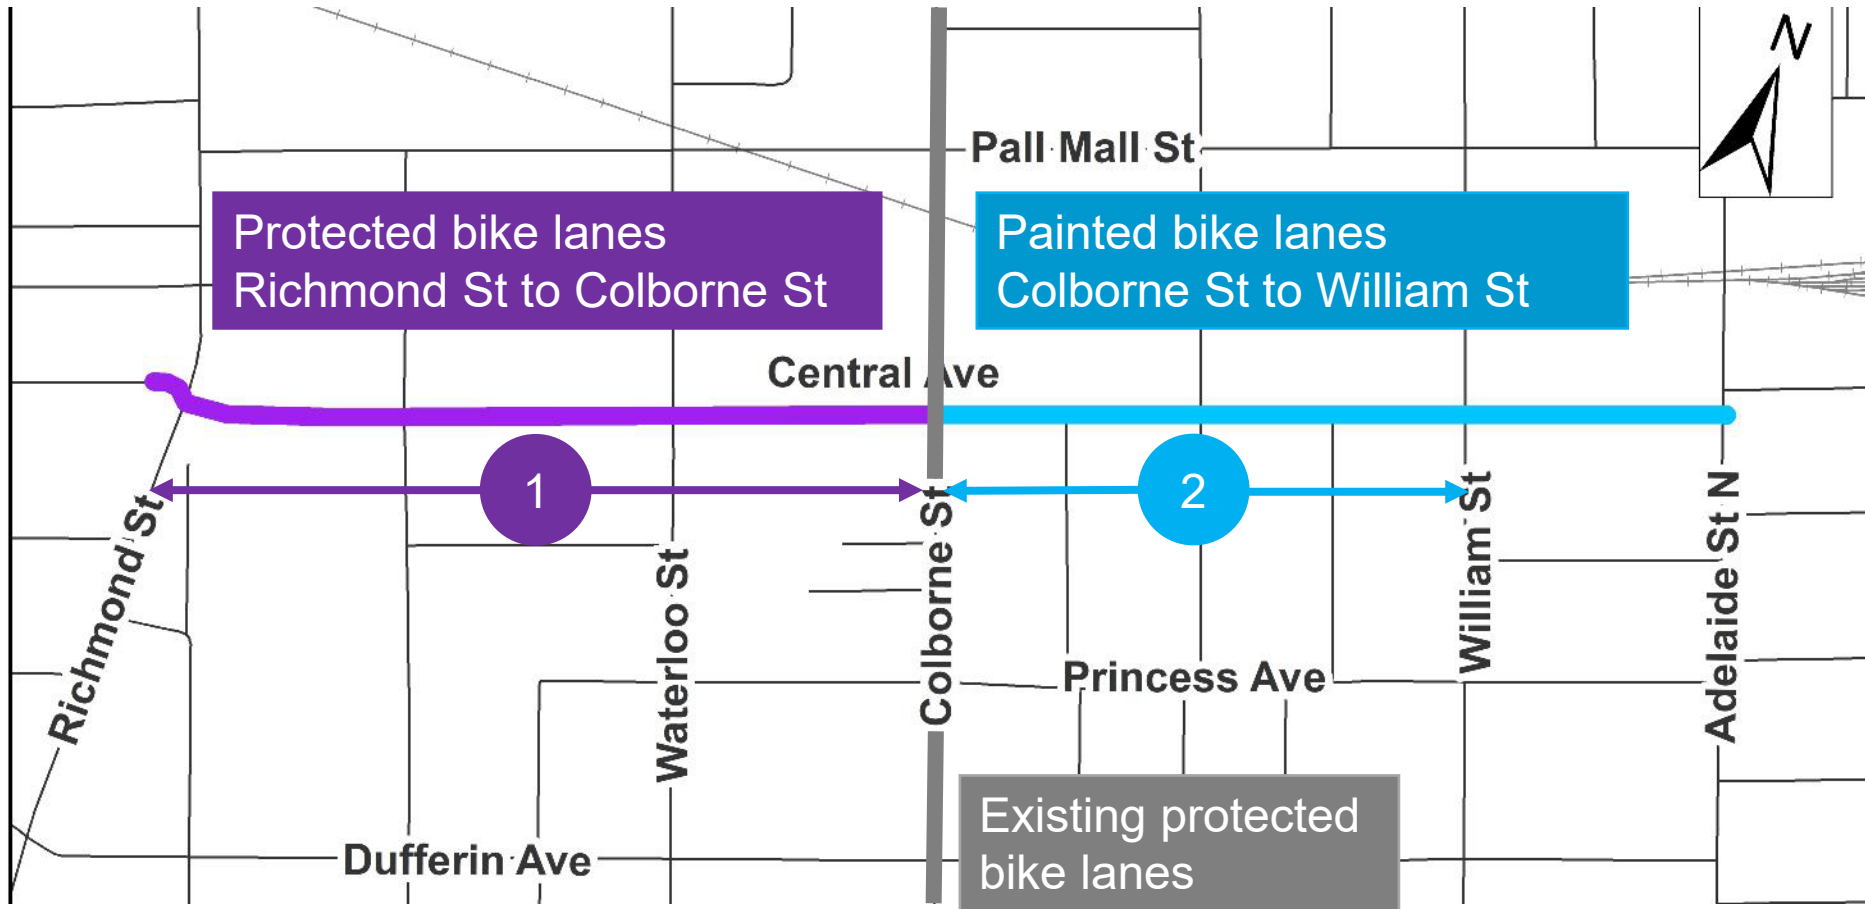 N
Pall Mall St
Protected bike lanes
Richmond St to Colborne St
Painted bike lanes
Colborne St to William St
Central Ave
1
2
Richmond St
Waterloo St
Colborne St
William St
Adelaide St N
Princess Ave
Existing protected
bike lanes
Dufferin Ave